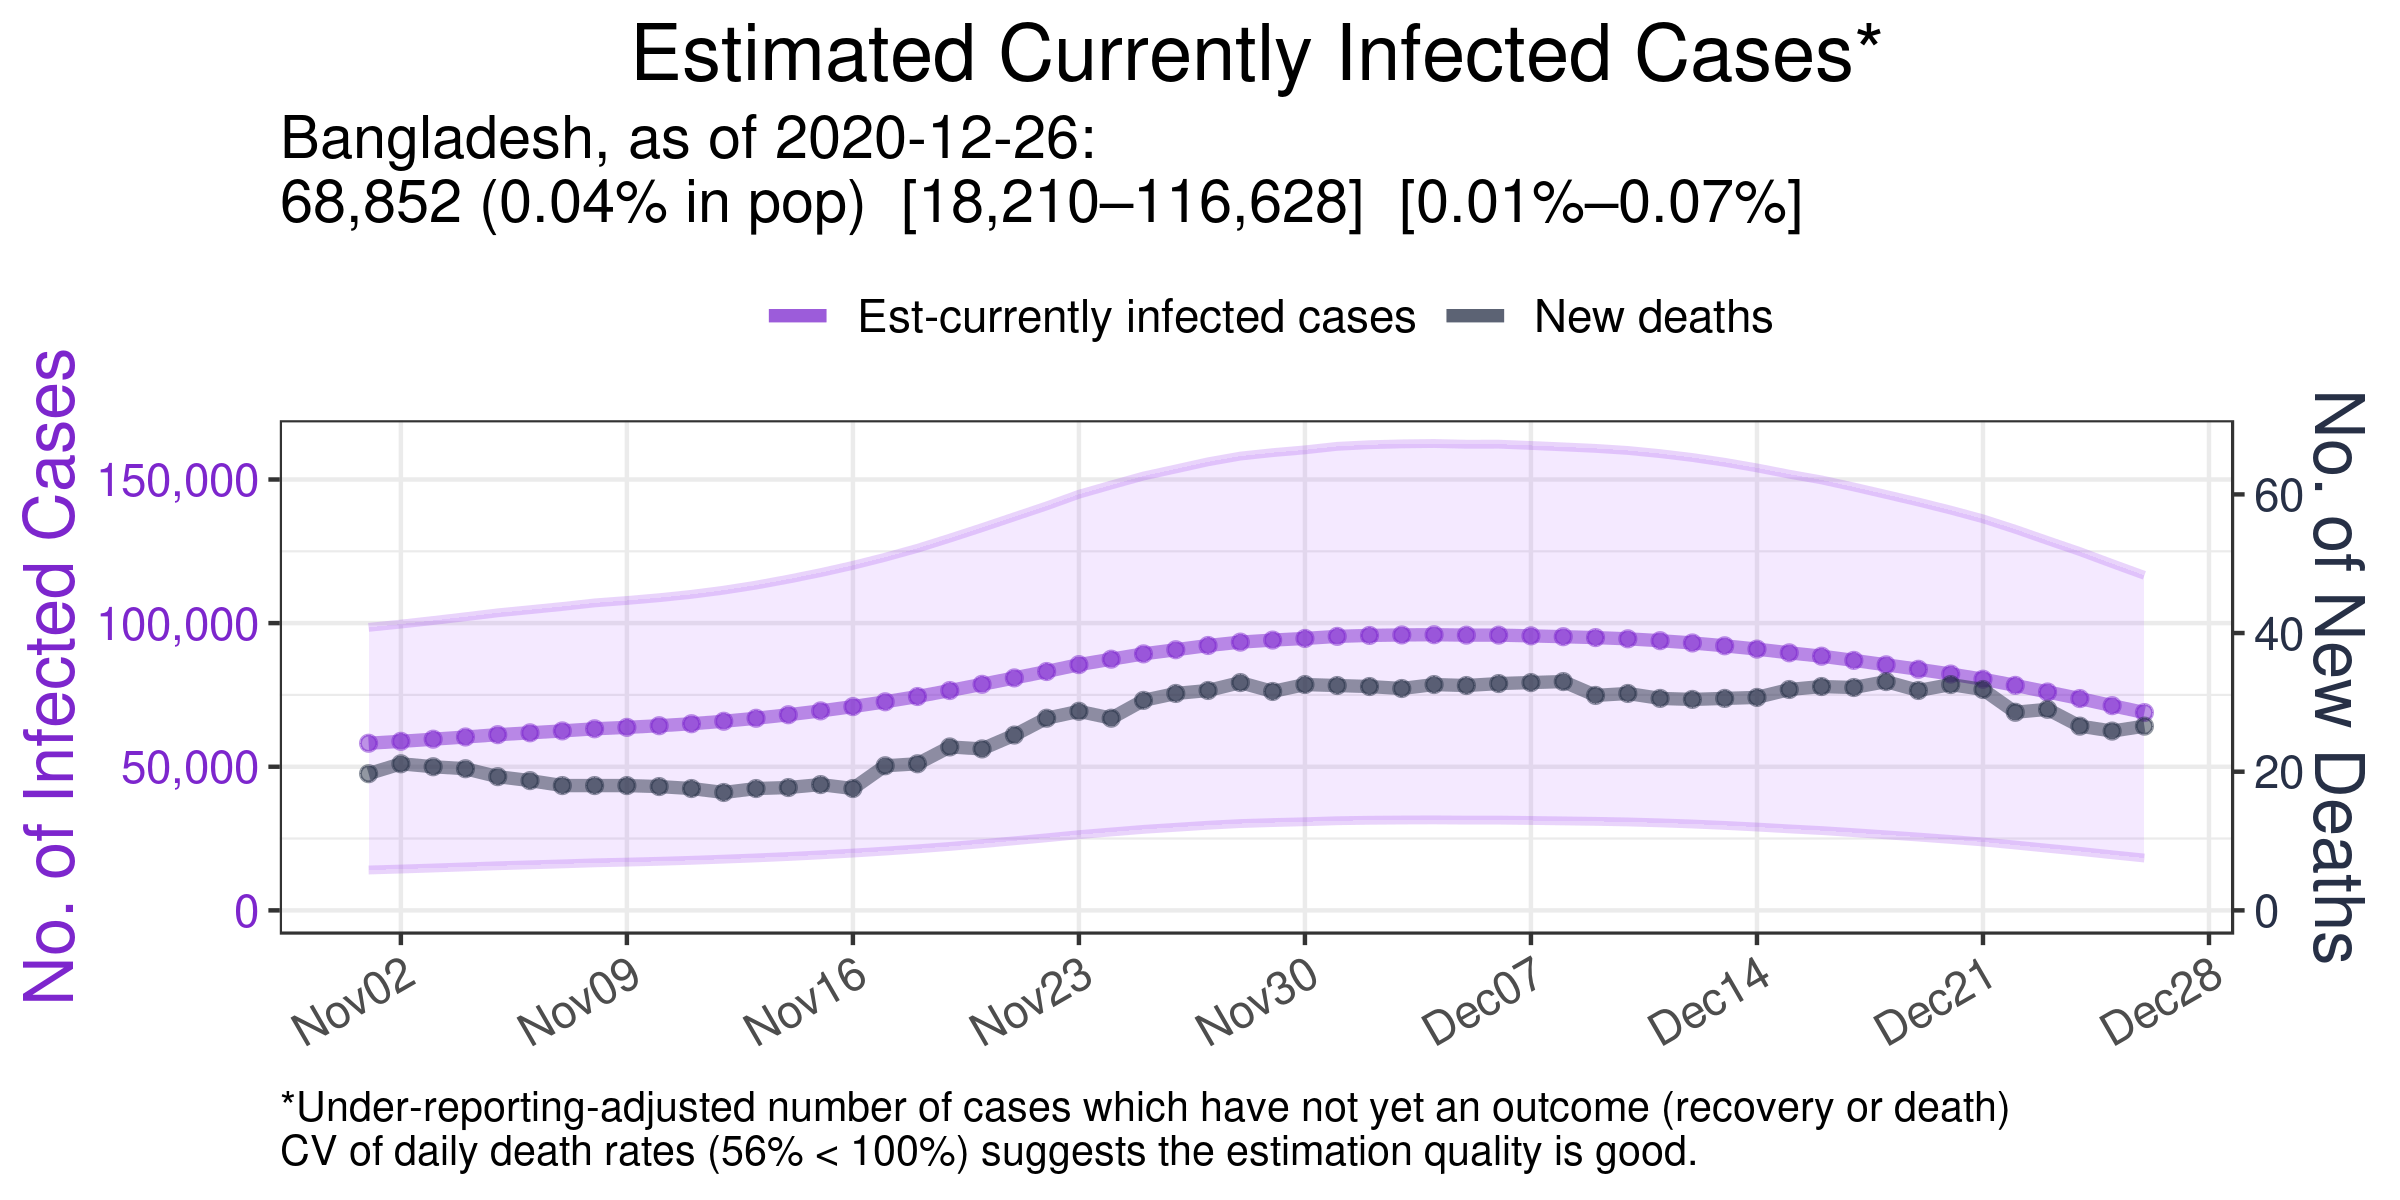 Estimated Currently Infected Cases*
Bangladesh, as of 2020-12-26:
68,852 (0.04% in pop)  [18,210–116,628]  [0.01%–0.07%]
Est-currently infected cases
New deaths
No. of Infected Cases
150,000
100,000
50,000
0
60
40
20
0
No. of New Deaths
Nov02
Nov09
Nov16
Nov23
Nov30
Dec07
Dec14
Dec21
Dec28
*Under-reporting-adjusted number of cases which have not yet an outcome (recovery or death)
CV of daily death rates (56% < 100%) suggests the estimation quality is good.